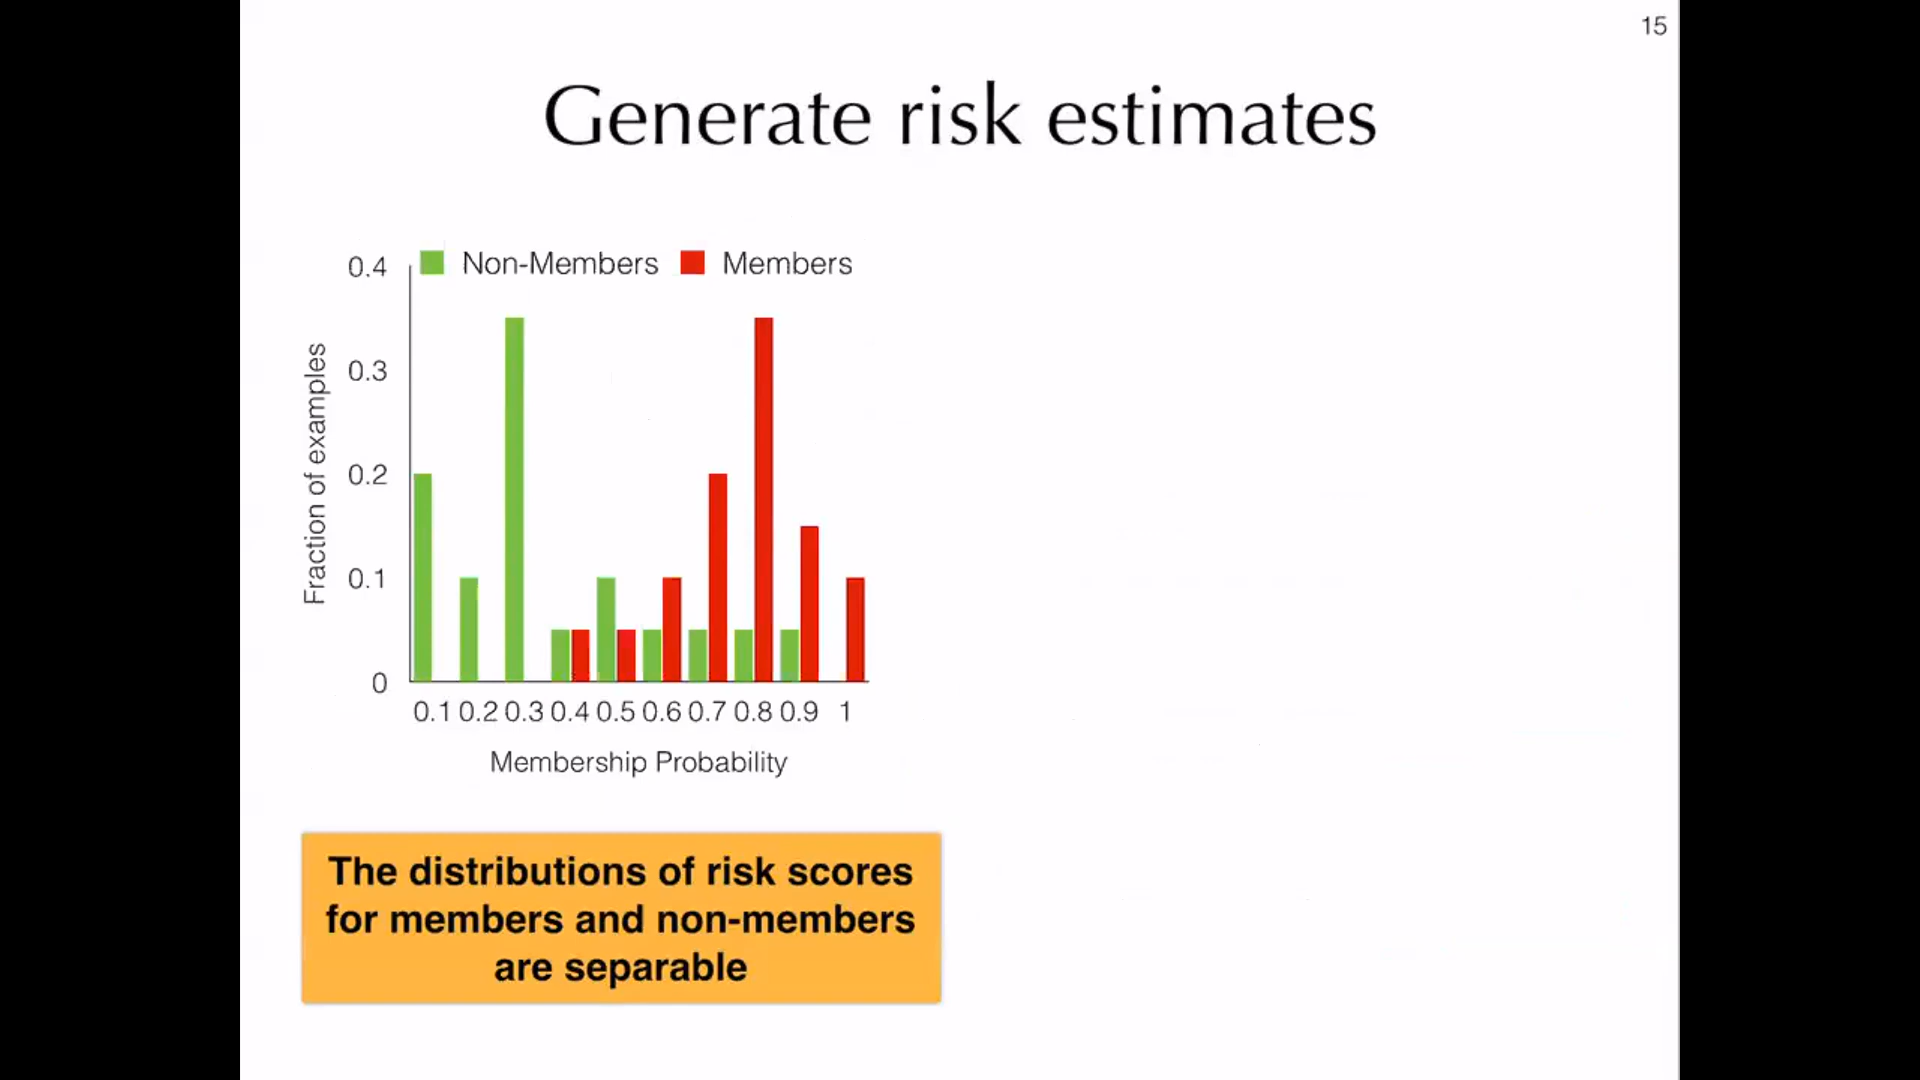 15
Generate risk estimates
Non-Members Members
0.4
0.3
0.2
0.1
0
Fraction of examples
0.1 0.2 0.3 0.4 0.5 0.6 0.7 0.8 0.9 1
Membership Probability
The distributions of risk scores
for members and non-members
are separable